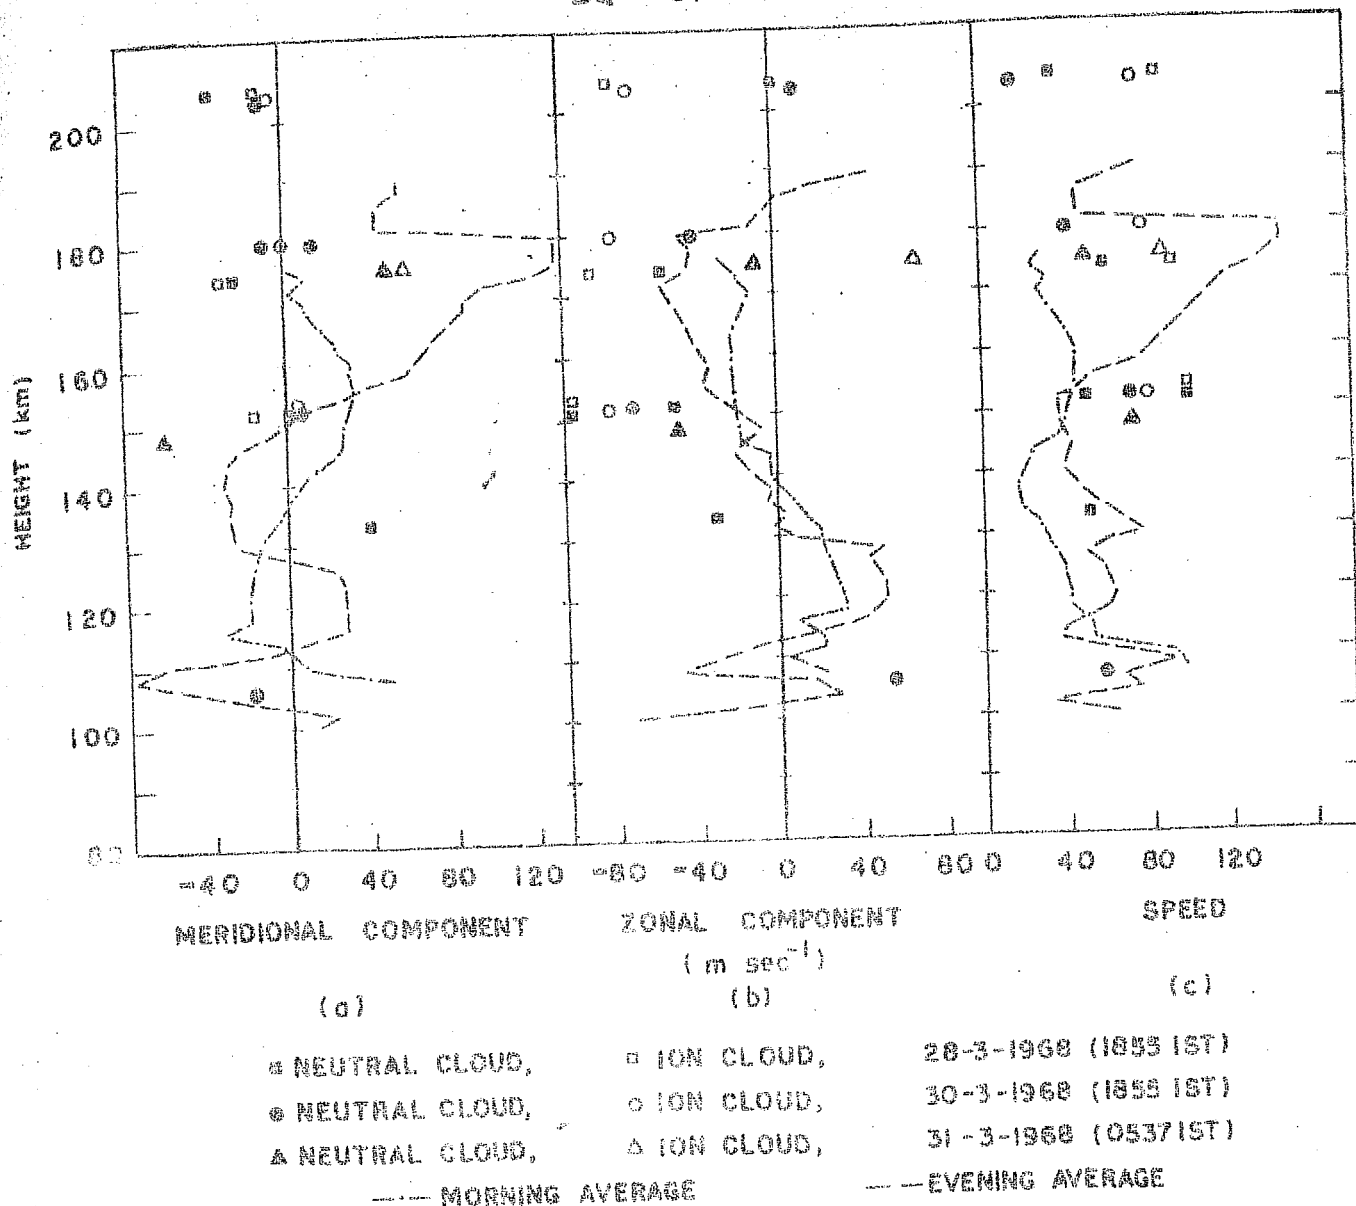 200
180
160
140
120
100
80
HEIGHT (km)
-40 0 40 80 120 -80 -40 0 40 80 0 40 80 120
MERIDIONAL COMPONENT
ZONAL COMPONENT
SPEED
(m sec⁻¹)
(a)
(b)
(c)
NEUTRAL CLOUD, ION CLOUD, 28-3-1968 (1855 IST)
NEUTRAL CLOUD, ION CLOUD, 30-3-1968 (1855 IST)
NEUTRAL CLOUD, ION CLOUD, 31-3-1968 (0537 IST)
MORNING AVERAGE EVENING AVERAGE